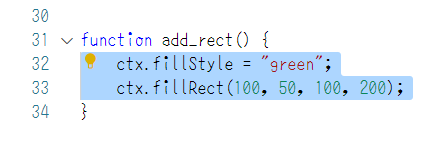 30
31 function add_rect() {
32 ctx.fillStyle = "green";
33 ctx.fillRect(100, 50, 100, 200);
34 }